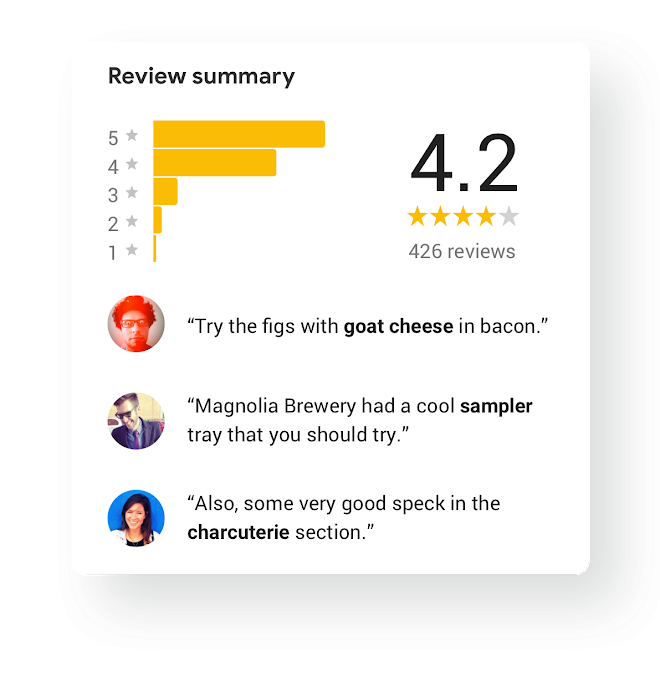 Review summary
5
4
3
2
1
4.2
426 reviews
“Try the figs with goat cheese in bacon.”
“Magnolia Brewery had a cool sampler
tray that you should try.”
“Also, some very good speck in the
charcuterie section.”